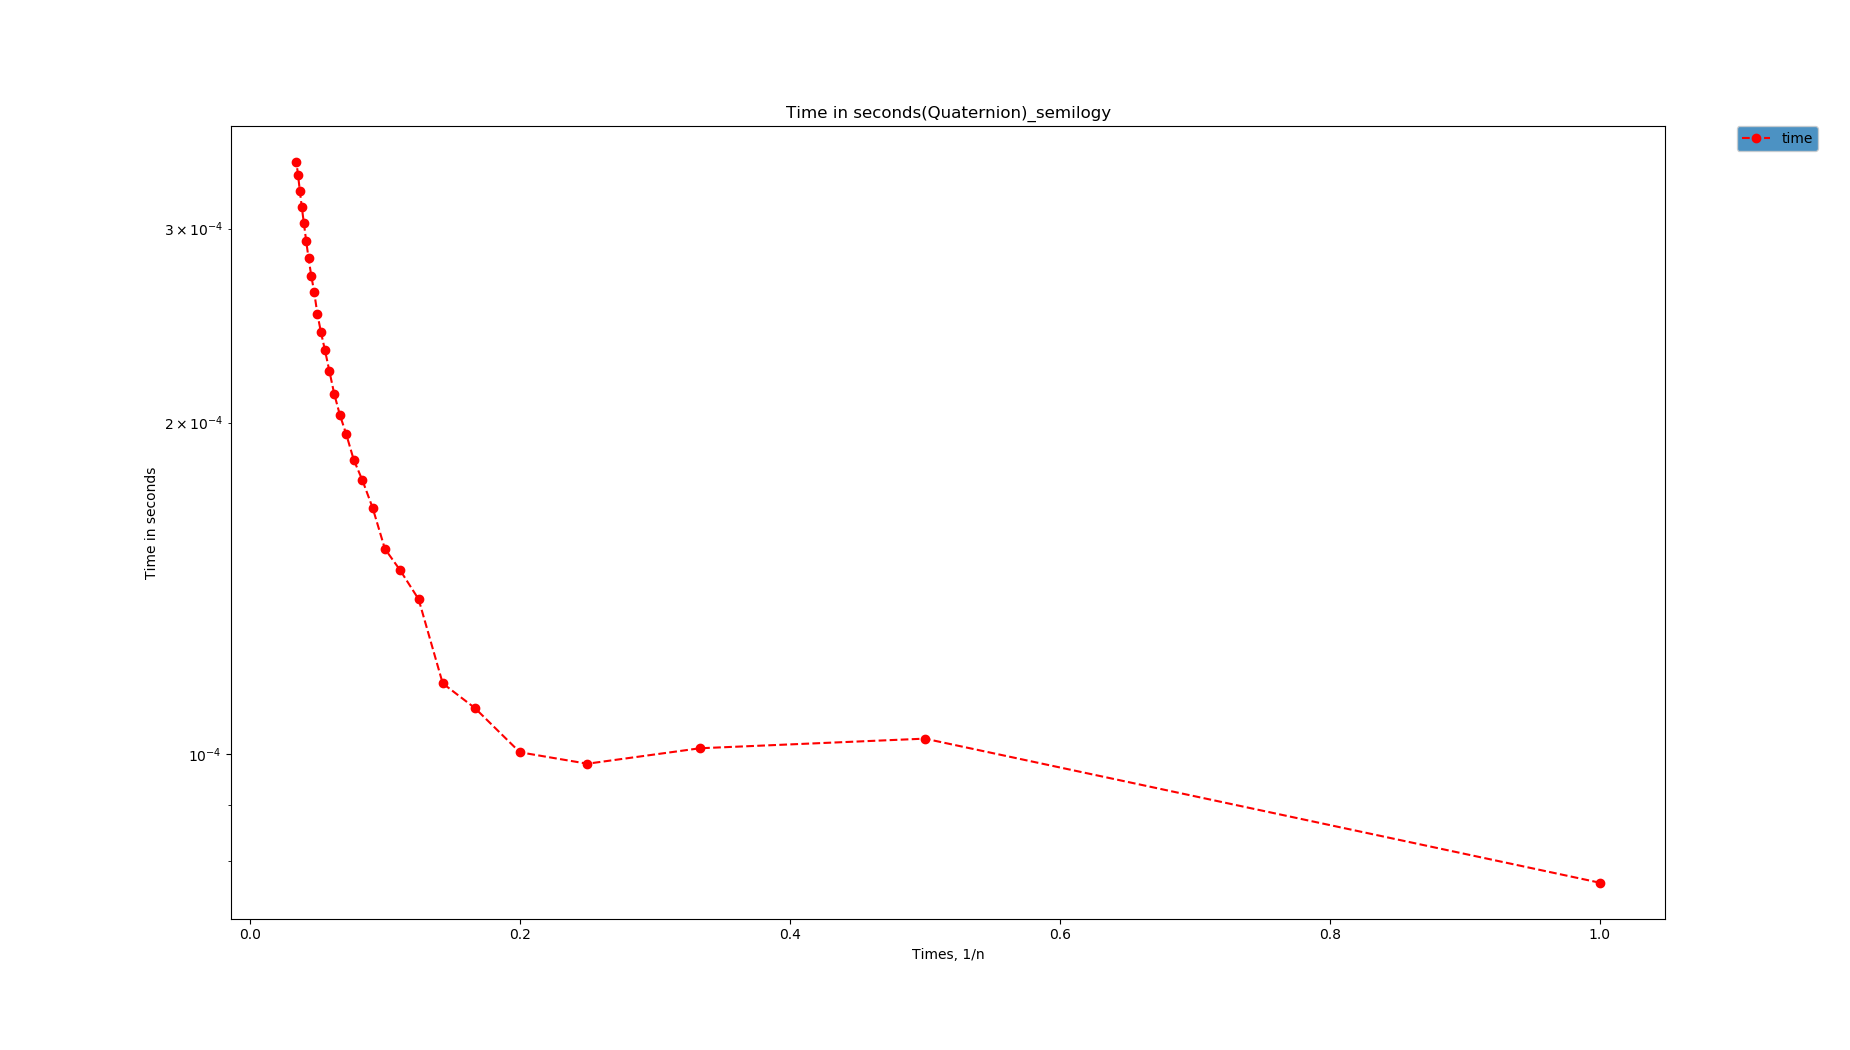 Time in seconds(Quaternion)_semilogy
time
3 × 10⁻⁴
2 × 10⁻⁴
10⁻⁴
Time in seconds
0.0 0.2 0.4 0.6 0.8 1.0
Times, 1/n